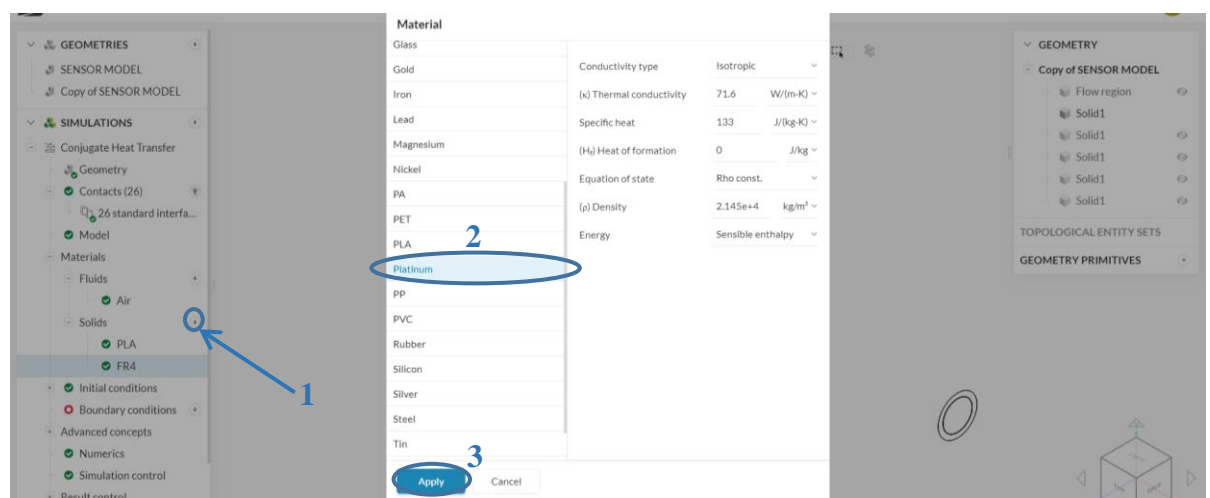 GEOMETRIES
SENSOR MODEL
Copy of SENSOR MODEL
SIMULATIONS
Conjugate Heat Transfer
Geometry
Contacts (26)
26 standard interfa...
Model
Materials
Fluids
Air
Solids
PLA
FR4
Initial conditions
Boundary conditions
Advanced concepts
Numerics
Simulation control
Result control
1
Material
Glass
Gold
Iron
Lead
Magnesium
Nickel
PA
PET
PLA
2
Platinum
PP
PVC
Rubber
Silicon
Silver
Steel
Tin
3
Apply Cancel
Conductivity type Isotropic
(κ) Thermal conductivity 71.6 W/(m·K)
Specific heat 133 J/(kg·K)
(Hf) Heat of formation 0 J/kg
Equation of state Rho const.
(ρ) Density 2.145e+4 kg/m³
Energy Sensible enthalpy
GEOMETRY
Copy of SENSOR MODEL
Flow region
Solid1
Solid1
Solid1
Solid1
Solid1
TOPOLOGICAL ENTITY SETS
GEOMETRY PRIMITIVES